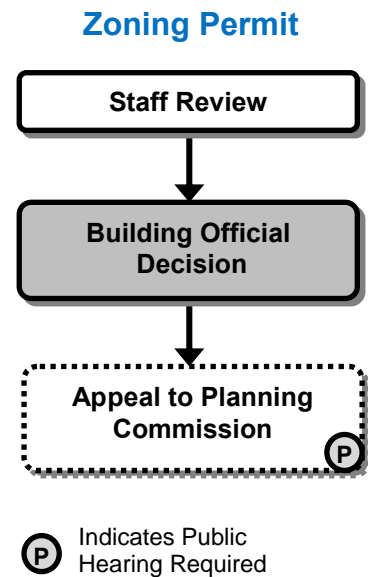 Zoning Permit
Staff Review
Building Official
Decision
Appeal to Planning
Commission
P
P
Indicates Public
Hearing Required